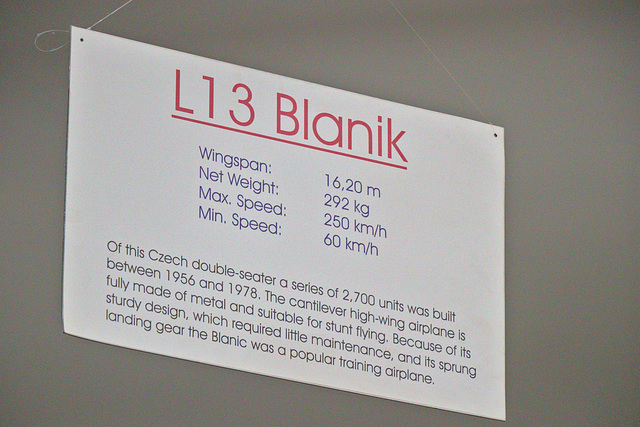 L13 Blanik
Wingspan: 16,20 m
Net Weight: 292 kg
Max. Speed: 250 km/h
Min. Speed: 60 km/h
Of this Czech double-seater a series of 2,700 units was built
between 1956 and 1978. The cantilever high-wing airplane is
fully made of metal and suitable for stunt flying. Because of its
sturdy design, which required little maintenance, and its sprung
landing gear the Blanic was a popular training airplane.